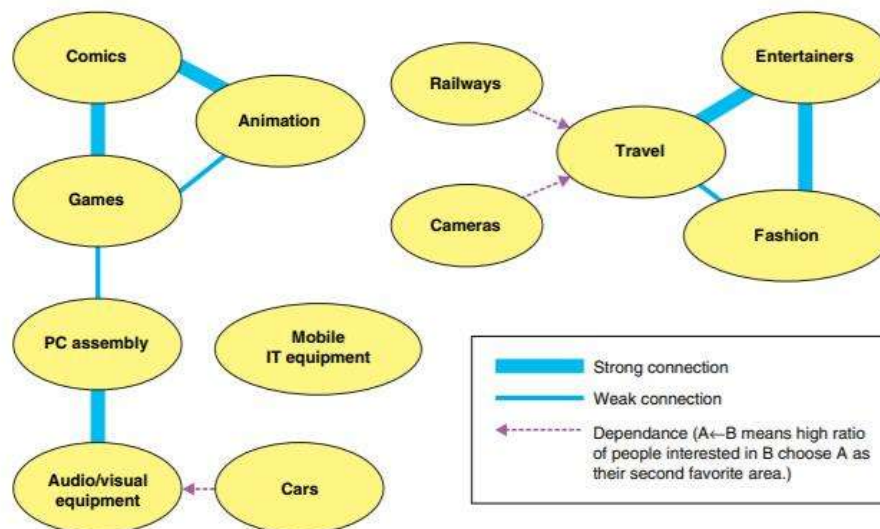 Comics
Animation
Games
PC assembly
Mobile
IT equipment
Audio/visual
equipment
Cars
Railways
Cameras
Travel
Entertainers
Fashion
Strong connection
Weak connection
Dependance (A←B means high ratio
of people interested in B choose A as
their second favorite area.)